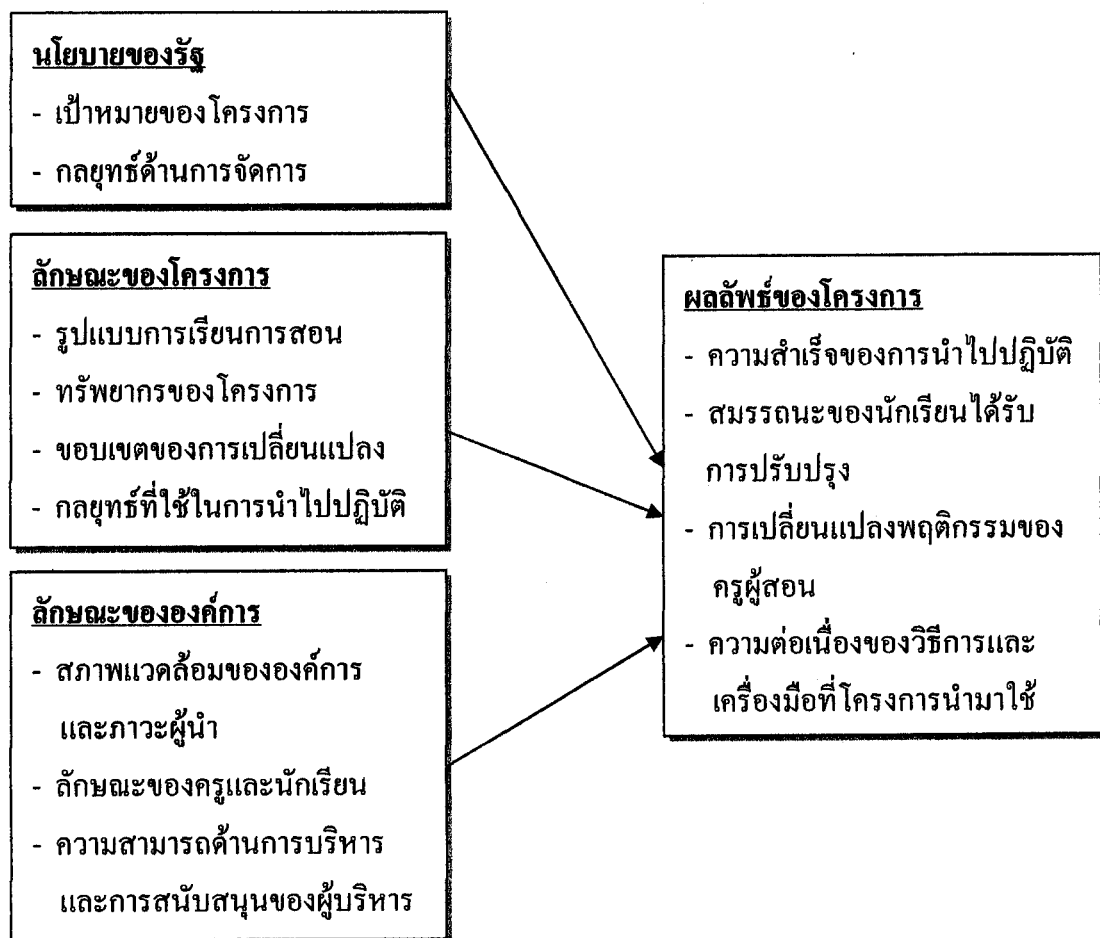 นโยบายของรัฐ
- เป้าหมายของโครงการ
- กลยุทธ์ด้านการจัดการ
ลักษณะของโครงการ
- รูปแบบการเรียนการสอน
- ทรัพยากรของโครงการ
- ขอบเขตของการเปลี่ยนแปลง
- กลยุทธ์ที่ใช้ในการนำไปปฏิบัติ
ลักษณะขององค์การ
- สภาพแวดล้อมขององค์การ
และภาวะผู้นำ
- ลักษณะของครูและนักเรียน
- ความสามารถด้านการบริหาร
และการสนับสนุนของผู้บริหาร
ผลลัพธ์ของโครงการ
- ความสำเร็จของการนำไปปฏิบัติ
- สมรรถนะของนักเรียนได้รับ
การปรับปรุง
- การเปลี่ยนแปลงพฤติกรรมของ
ครูผู้สอน
- ความต่อเนื่องของวิธีการและ
เครื่องมือที่โครงการนำมาใช้